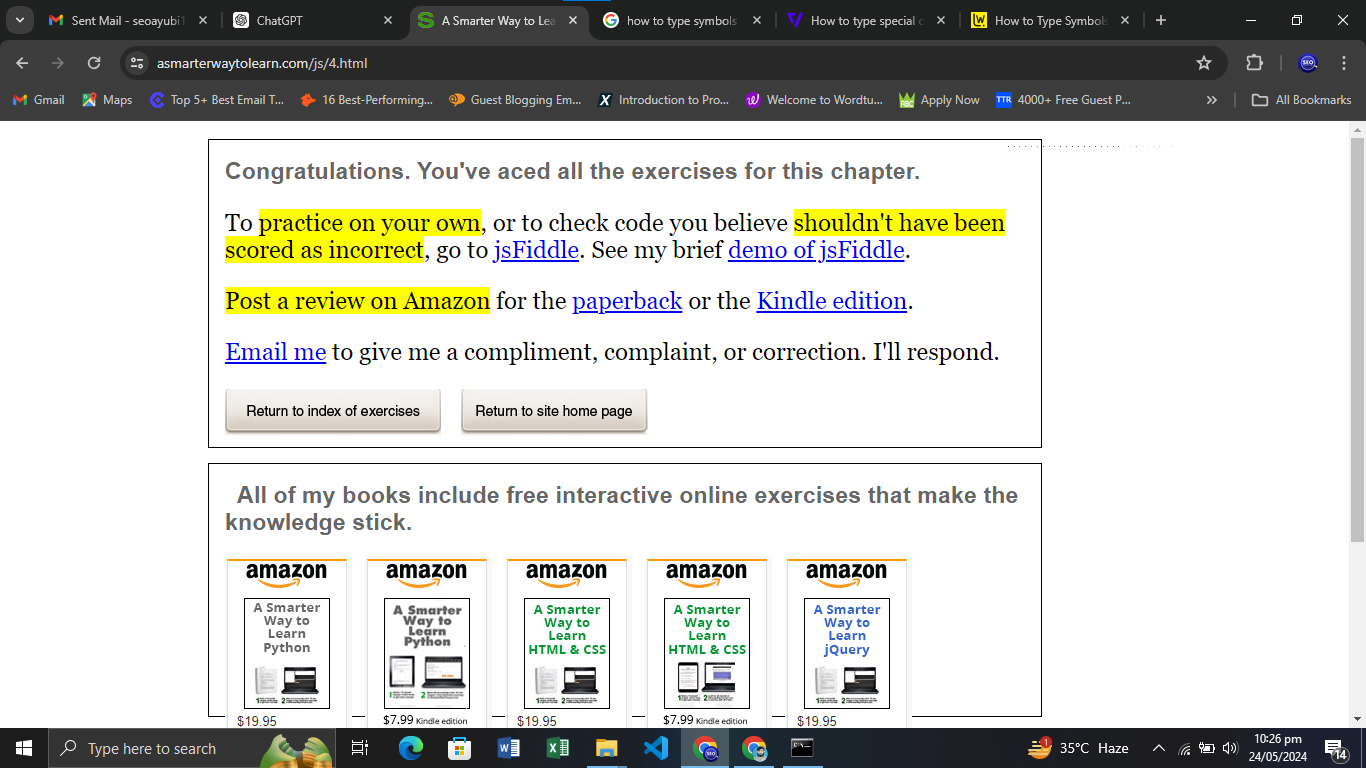 Sent Mail - seoayubi1
ChatGPT
A Smarter Way to Lea
how to type symbols
How to type special c
How to Type Symbols
asmarterwaytolearn.com/js/4.html
Gmail
Maps
Top 5+ Best Email T...
16 Best-Performing...
Guest Blogging Em...
Introduction to Pro...
Welcome to Wordtu...
Apply Now
4000+ Free Guest P...
All Bookmarks
Congratulations. You've aced all the exercises for this chapter.
To practice on your own, or to check code you believe shouldn't have been
scored as incorrect, go to jsFiddle. See my brief demo of jsFiddle.
Post a review on Amazon for the paperback or the Kindle edition.
Email me to give me a compliment, complaint, or correction. I'll respond.
Return to index of exercises
Return to site home page
All of my books include free interactive online exercises that make the
knowledge stick.
amazon
A Smarter
Way to
Learn
Python
$19.95
amazon
A Smarter
Way to
Learn
Python
$7.99 Kindle edition
amazon
A Smarter
Way to
Learn
HTML & CSS
$19.95
amazon
A Smarter
Way to
Learn
HTML & CSS
$7.99 Kindle edition
amazon
A Smarter
Way to
Learn
jQuery
$19.95
Type here to search
1
35°C Haze
10:26 pm
24/05/2024
14